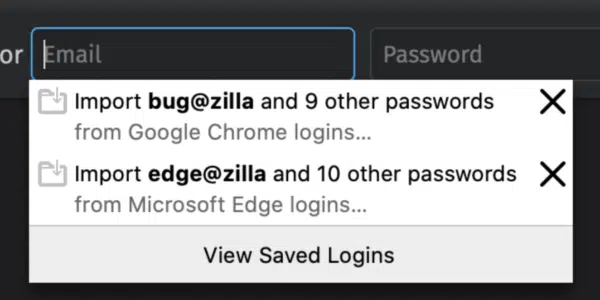 or Email Password
Import bug@zilla and 9 other passwords
from Google Chrome logins...
Import edge@zilla and 10 other passwords
from Microsoft Edge logins...
View Saved Logins